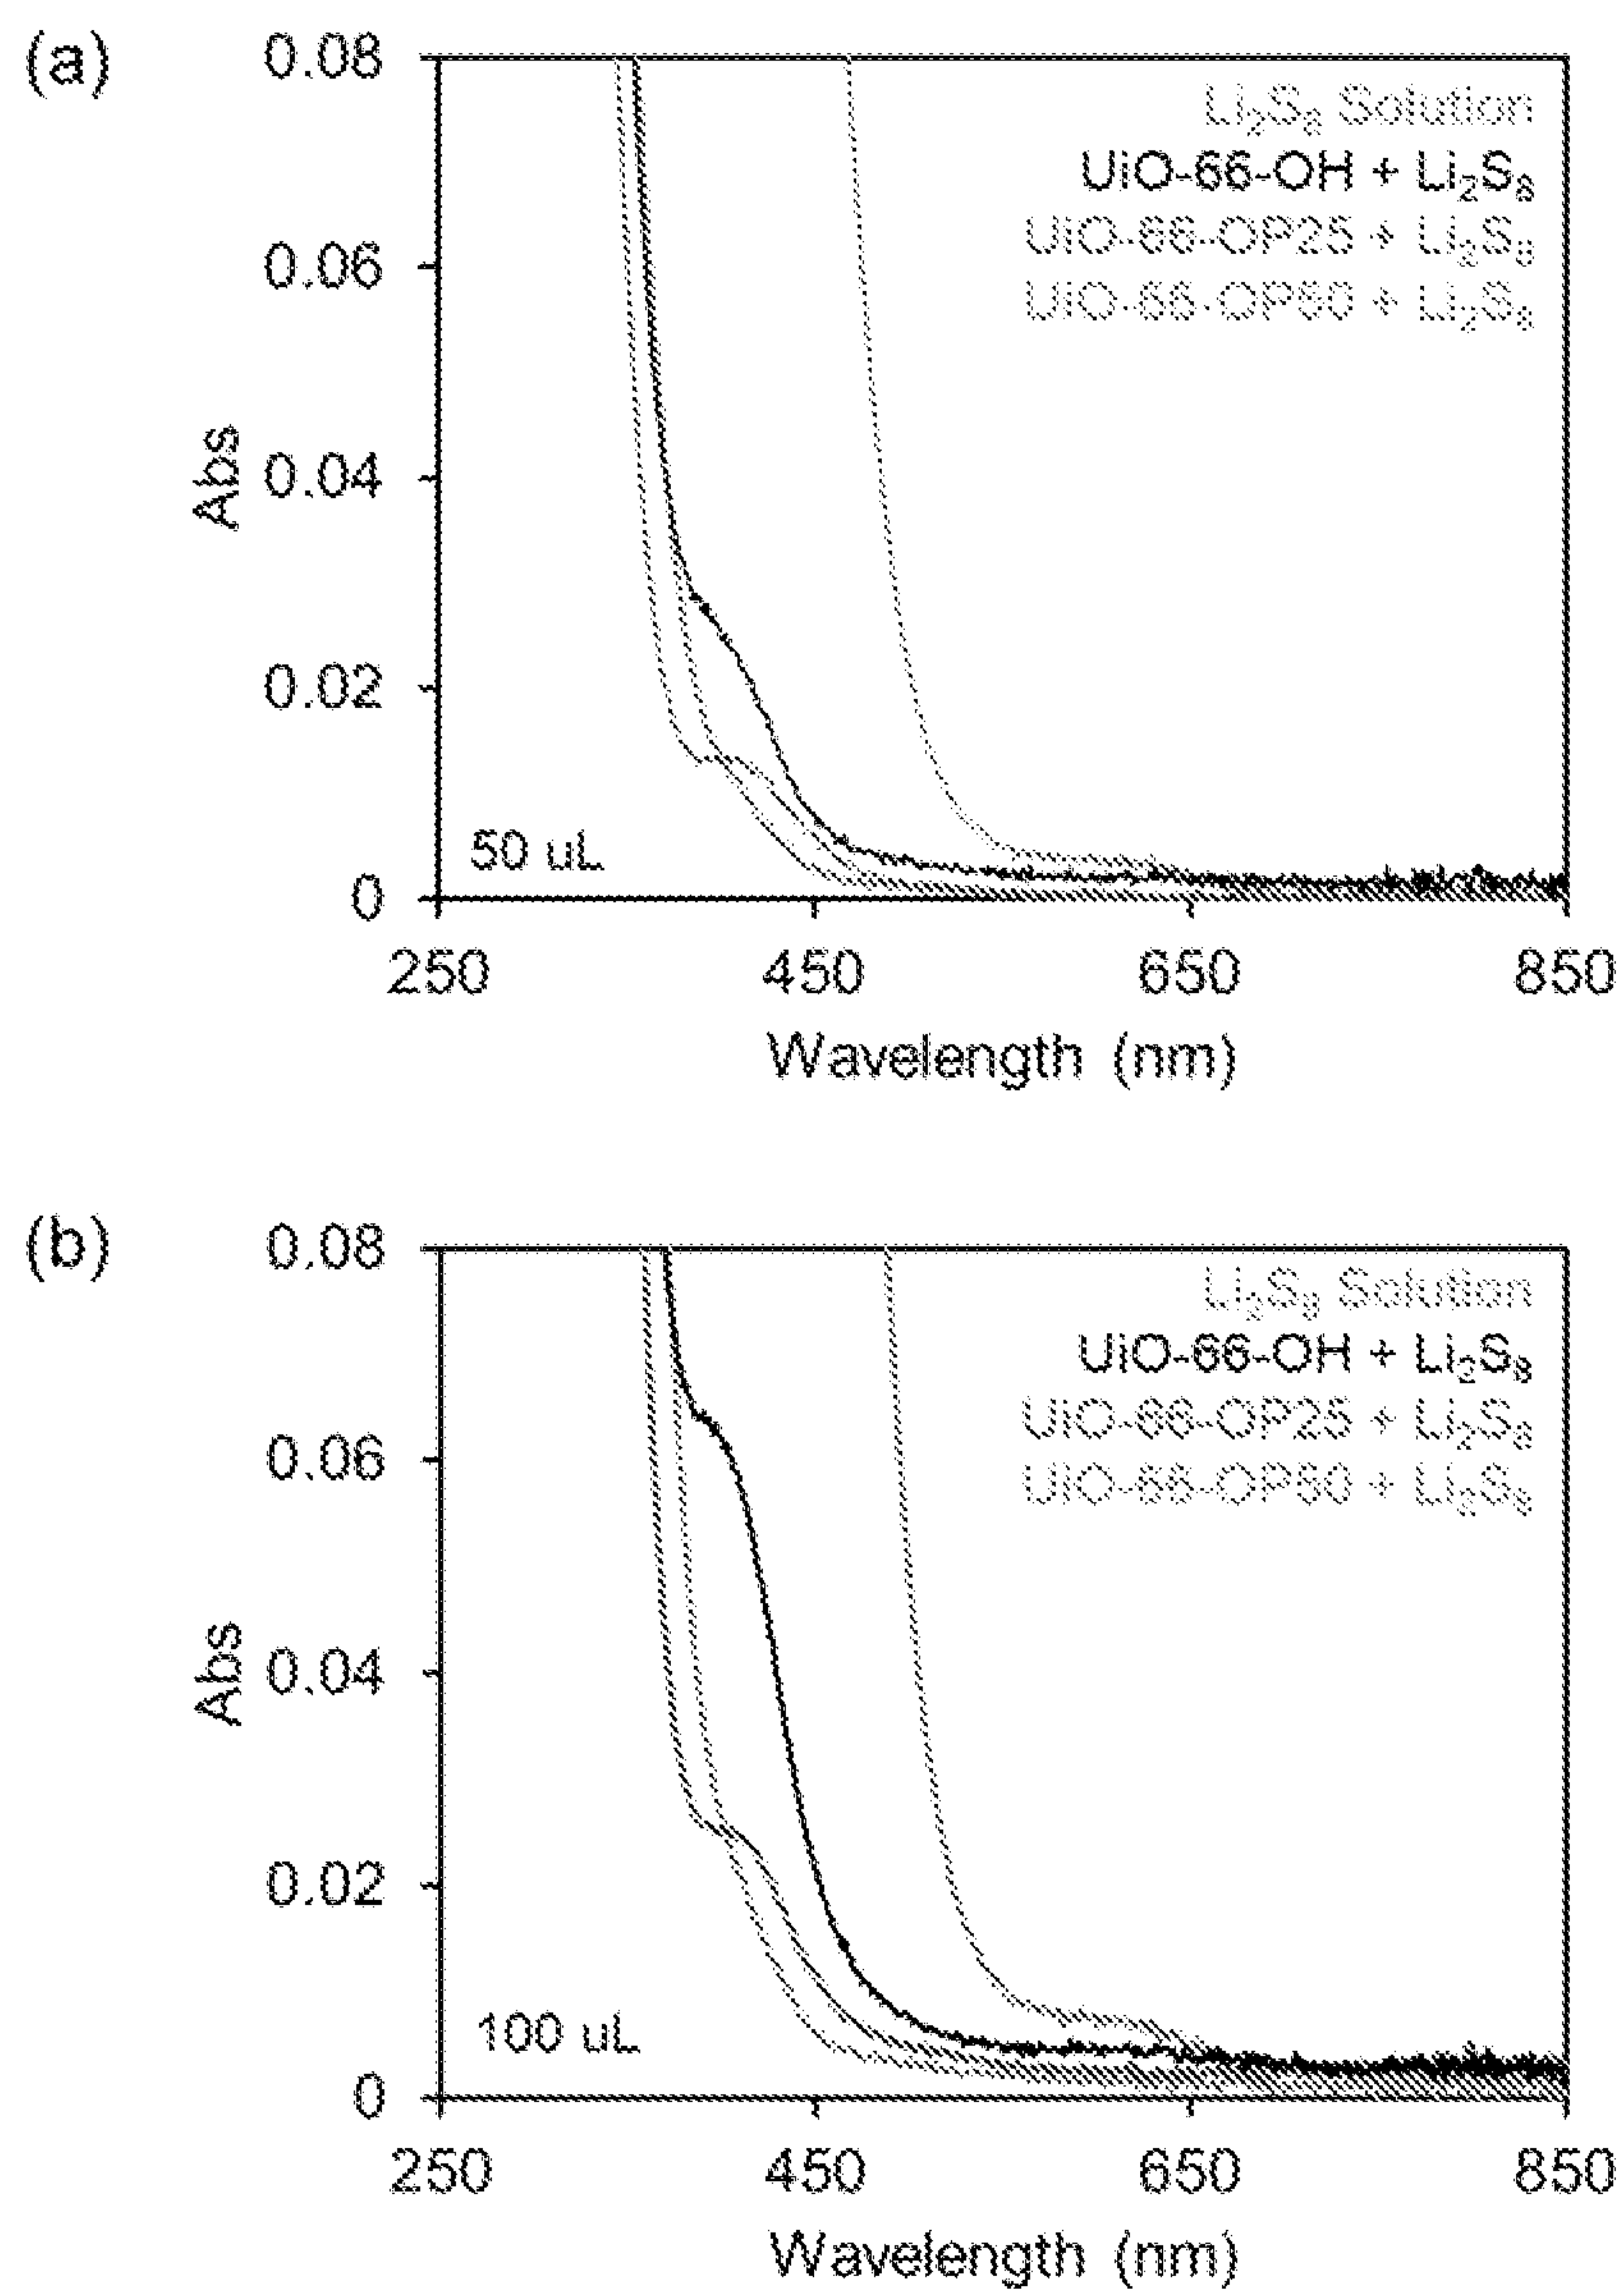 (a)
0.08
0.06
0.04
0.02
0
Abs
Li₂S₈ Solution
UiO-66-OH + Li₂S₈
UiO-66-OP25 + Li₂S₈
UiO-66-OP50 + Li₂S₈
50 uL
250 450 650 850
Wavelength (nm)
(b)
0.08
0.06
0.04
0.02
0
Abs
Li₂S₈ Solution
UiO-66-OH + Li₂S₈
UiO-66-OP25 + Li₂S₈
UiO-66-OP50 + Li₂S₈
100 uL
250 450 650 850
Wavelength (nm)